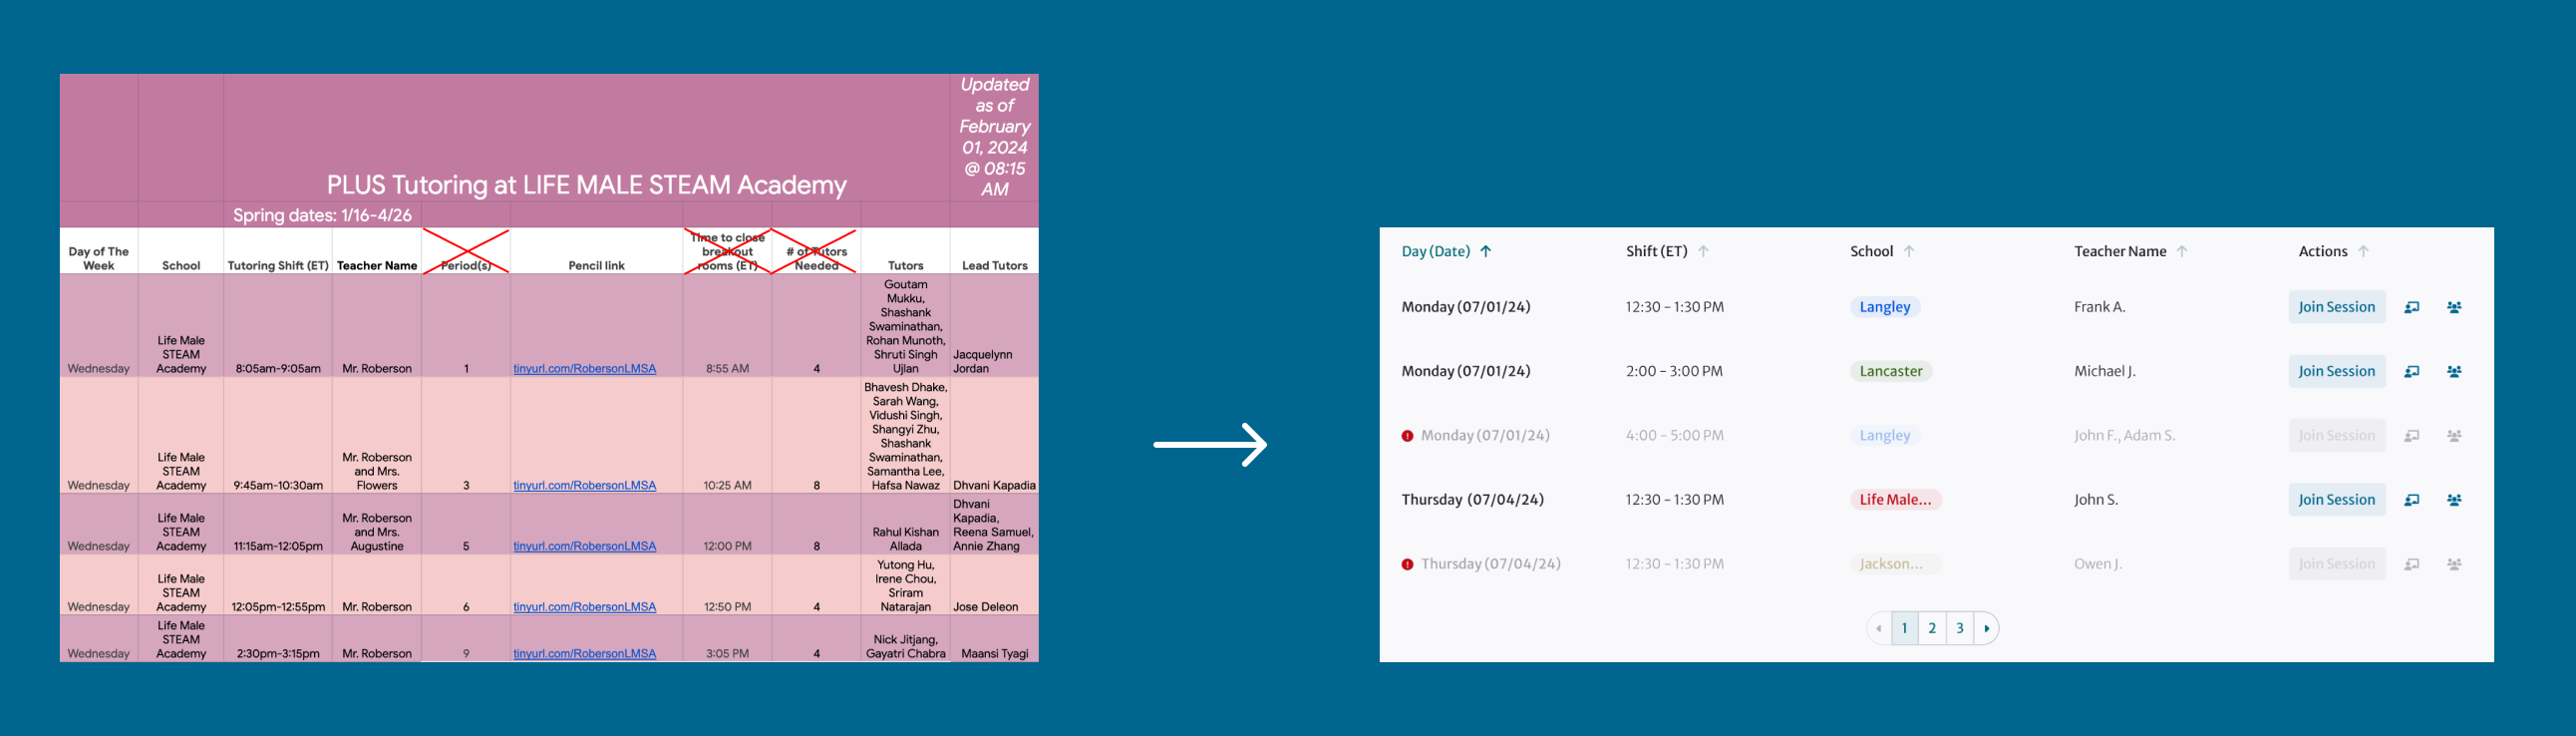 Updated
as of
February
01, 2024
@ 08:15
AM
PLUS Tutoring at LIFE MALE STEAM Academy
Spring dates: 1/16-4/26
Day of The Week School Tutoring Shift (ET) Teacher Name Period(s) Pencil link Time to close breakout rooms (ET) # of Tutors Needed Tutors Lead Tutors
Wednesday Life Male STEAM Academy 8:05am-9:05am Mr. Roberson 1 tinyurl.com/RobersonLMSA 8:55 AM 4 Goutam Mukku, Shashank Swaminathan, Rohan Munoth, Shruti Singh Ujlan Jacquelynn Jordan
Wednesday Life Male STEAM Academy 9:45am-10:30am Mr. Roberson and Mrs. Flowers 3 tinyurl.com/RobersonLMSA 10:25 AM 8 Bhavesh Dhake, Sarah Wang, Vidushi Singh, Shangyi Zhu, Shashank Swaminathan, Samantha Lee, Hafsa Nawaz Dhvani Kapadia
Wednesday Life Male STEAM Academy 11:15am-12:05pm Mr. Roberson and Mrs. Augustine 5 tinyurl.com/RobersonLMSA 12:00 PM 8 Rahul Kishan Allada Dhvani Kapadia, Reena Samuel, Annie Zhang
Wednesday Life Male STEAM Academy 12:05pm-12:55pm Mr. Roberson 6 tinyurl.com/RobersonLMSA 12:50 PM 4 Yutong Hu, Irene Chou, Sriram Natarajan Jose Deleon
Wednesday Life Male STEAM Academy 2:30pm-3:15pm Mr. Roberson 9 tinyurl.com/RobersonLMSA 3:05 PM 4 Nick Jitjang, Gayatri Chabra Maansi Tyagi
Day (Date) Shift (ET) School Teacher Name Actions
Monday (07/01/24) 12:30 - 1:30 PM Langley Frank A. Join Session
Monday (07/01/24) 2:00 - 3:00 PM Lancaster Michael J. Join Session
Monday (07/01/24) 4:00 - 5:00 PM Langley John F., Adam S. Join Session
Thursday (07/04/24) 12:30 - 1:30 PM Life Male... John S. Join Session
Thursday (07/04/24) 12:30 - 1:30 PM Jackson... Owen J. Join Session
1 2 3